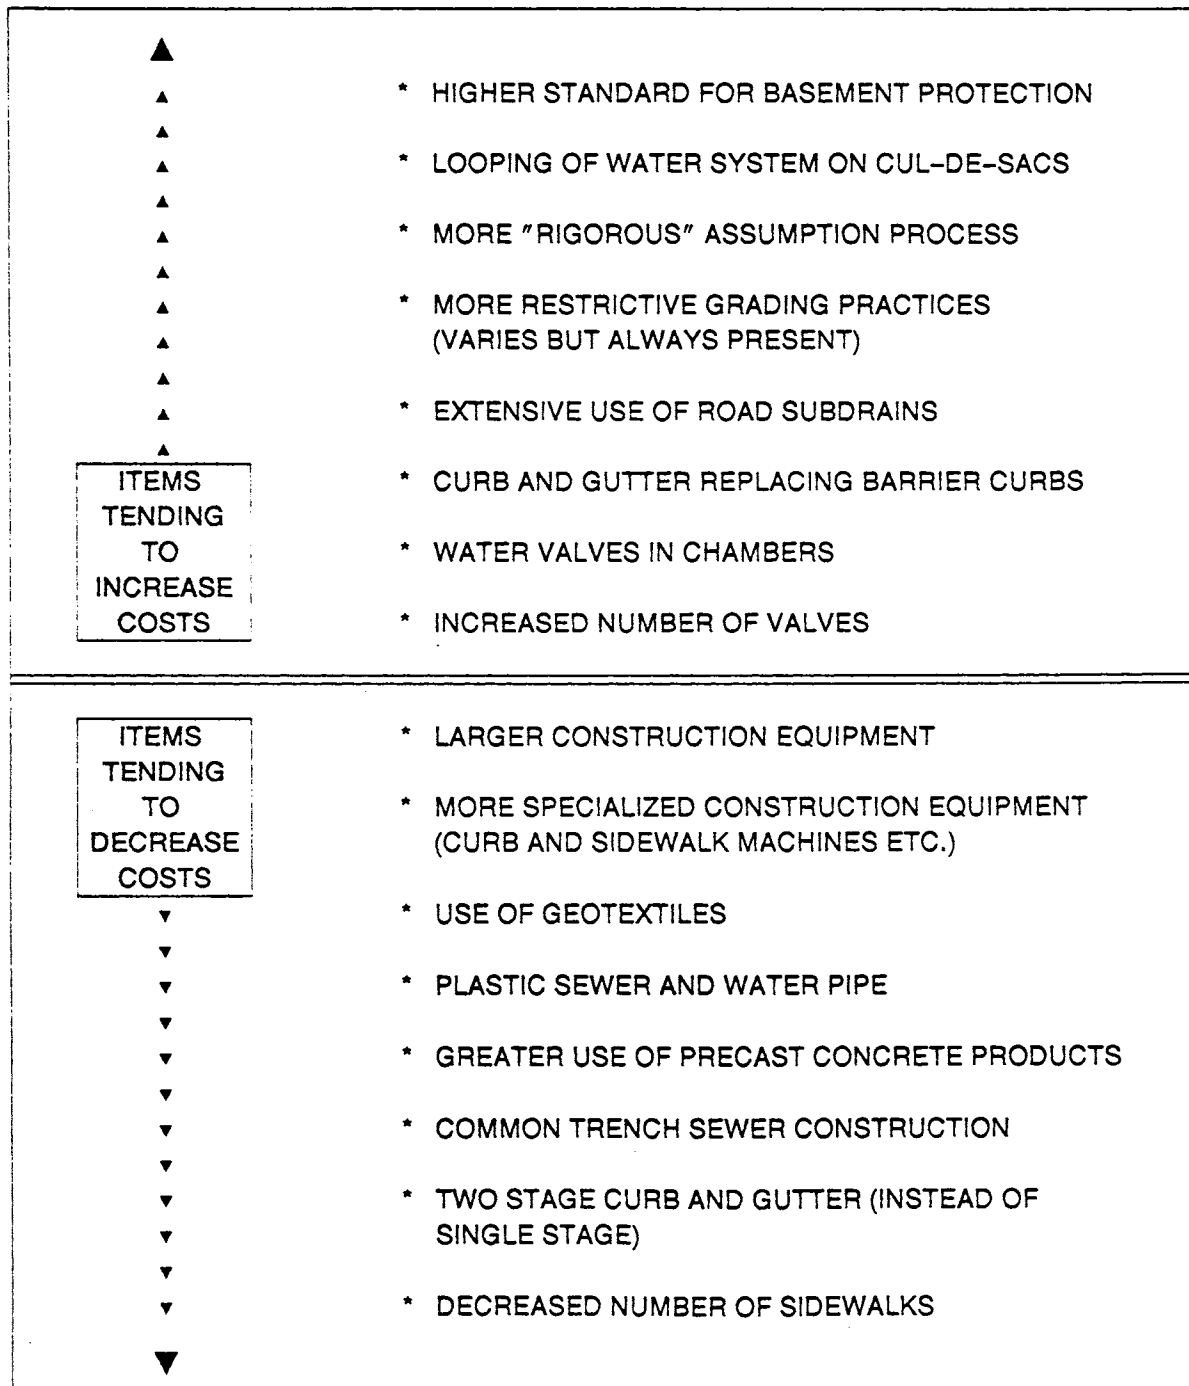 * HIGHER STANDARD FOR BASEMENT PROTECTION
* LOOPING OF WATER SYSTEM ON CUL-DE-SACS
* MORE "RIGOROUS" ASSUMPTION PROCESS
* MORE RESTRICTIVE GRADING PRACTICES
(VARIES BUT ALWAYS PRESENT)
* EXTENSIVE USE OF ROAD SUBDRAINS
ITEMS
TENDING
TO
INCREASE
COSTS
* CURB AND GUTTER REPLACING BARRIER CURBS
* WATER VALVES IN CHAMBERS
* INCREASED NUMBER OF VALVES
ITEMS
TENDING
TO
DECREASE
COSTS
* LARGER CONSTRUCTION EQUIPMENT
* MORE SPECIALIZED CONSTRUCTION EQUIPMENT
(CURB AND SIDEWALK MACHINES ETC.)
* USE OF GEOTEXTILES
* PLASTIC SEWER AND WATER PIPE
* GREATER USE OF PRECAST CONCRETE PRODUCTS
* COMMON TRENCH SEWER CONSTRUCTION
* TWO STAGE CURB AND GUTTER (INSTEAD OF
SINGLE STAGE)
* DECREASED NUMBER OF SIDEWALKS